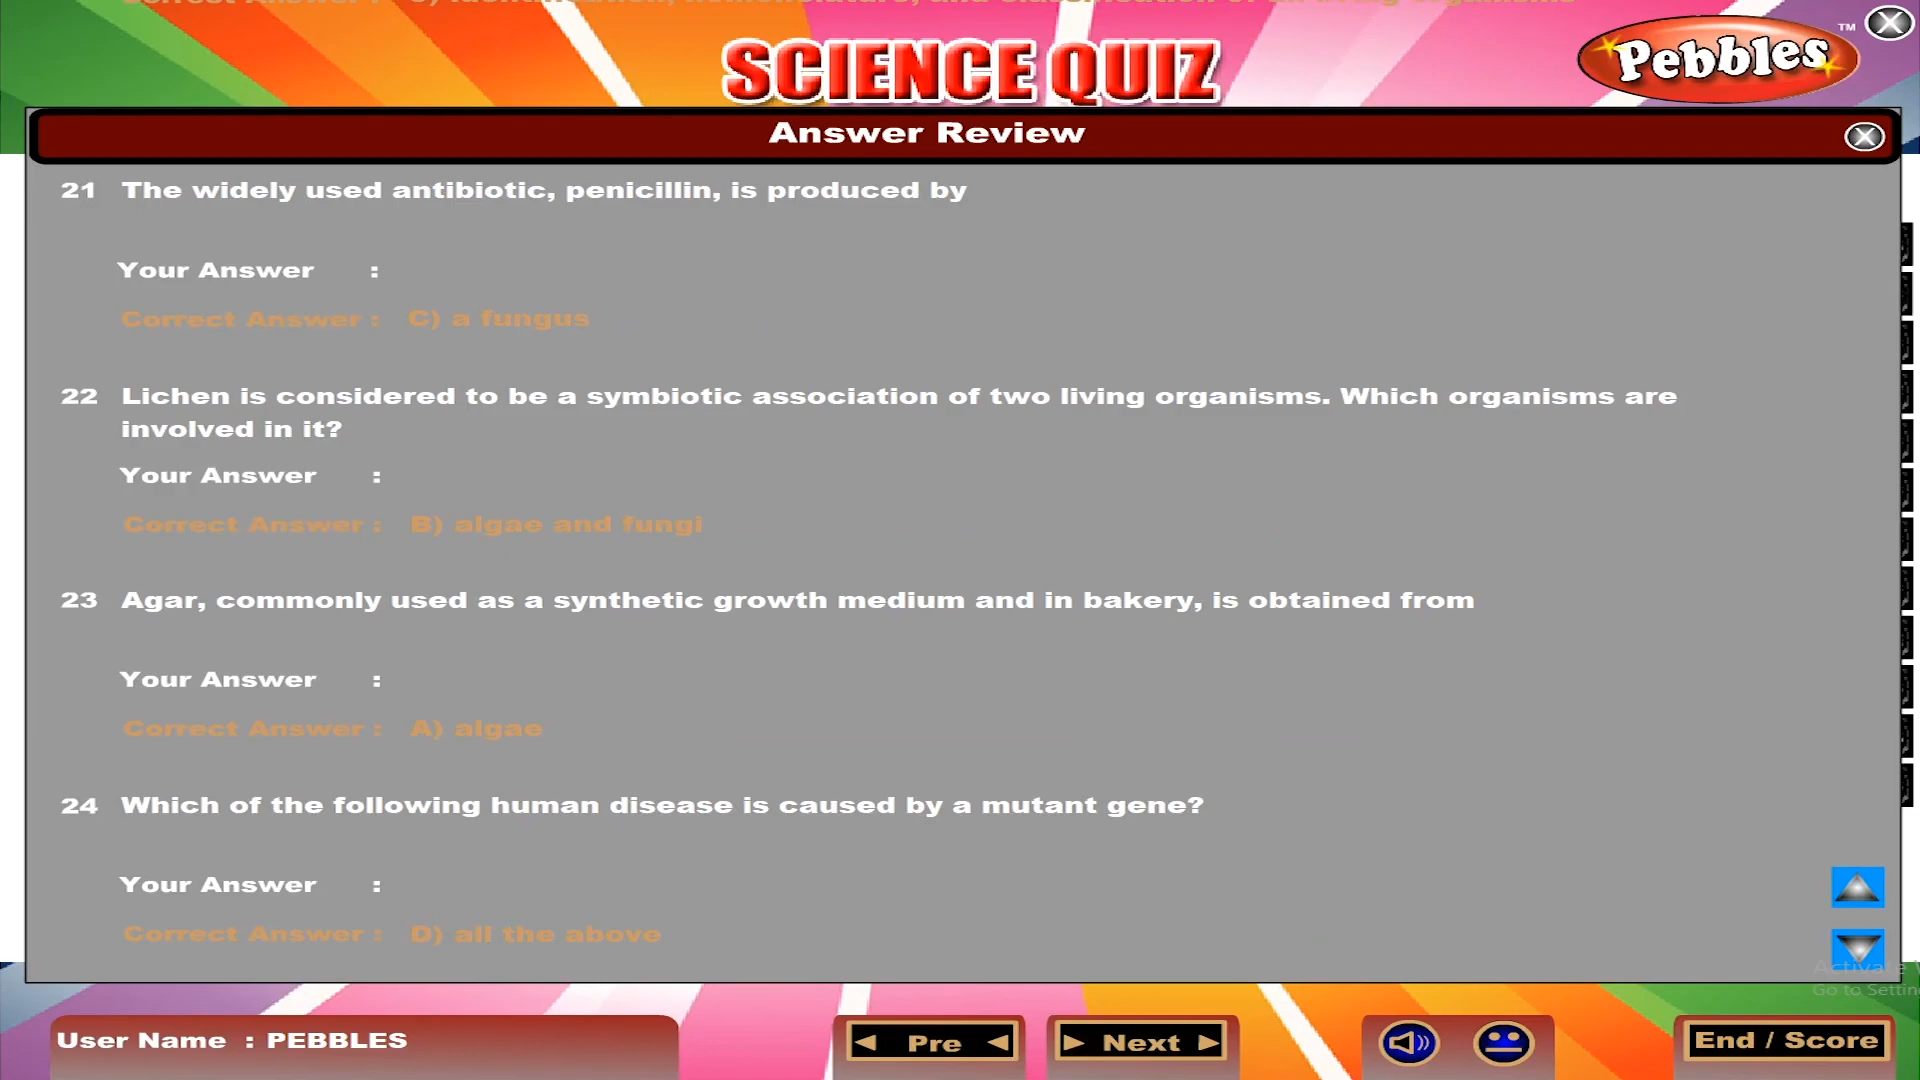 SCIENCE QUIZ
Pebbles™
Answer Review
21 The widely used antibiotic, penicillin, is produced by
Your Answer :
Correct Answer : C) a fungus
22 Lichen is considered to be a symbiotic association of two living organisms. Which organisms are
involved in it?
Your Answer :
Correct Answer : B) algae and fungi
23 Agar, commonly used as a synthetic growth medium and in bakery, is obtained from
Your Answer :
Correct Answer : A) algae
24 Which of the following human disease is caused by a mutant gene?
Your Answer :
Correct Answer : D) all the above
Activate
Go to
User Name : PEBBLES
Pre
Next
End / Score